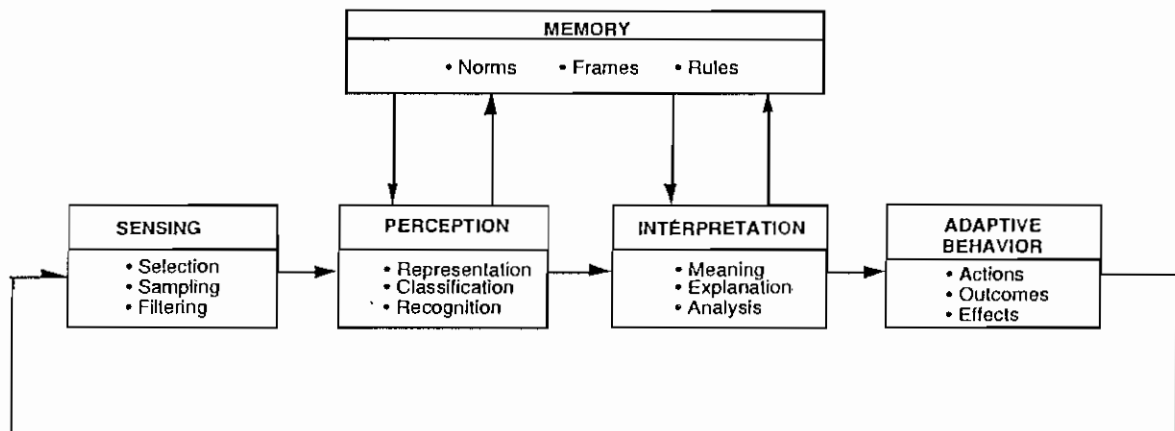 MEMORY
• Norms • Frames • Rules
SENSING
• Selection
• Sampling
• Filtering
PERCEPTION
• Representation
• Classification
• Recognition
INTERPRETATION
• Meaning
• Explanation
• Analysis
ADAPTIVE
BEHAVIOR
• Actions
• Outcomes
• Effects